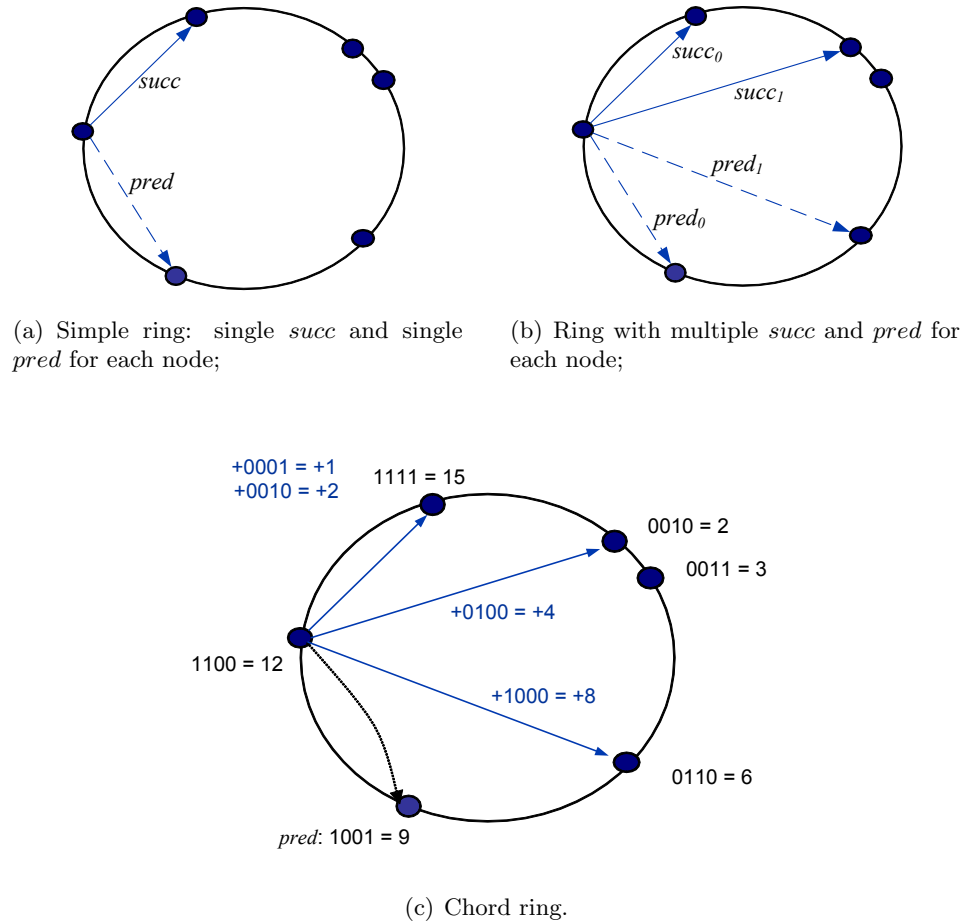 succ
pred
succ0
succ1
pred1
pred0
(a) Simple ring: single succ and single
pred for each node;
(b) Ring with multiple succ and pred for
each node;
+0001 = +1
+0010 = +2
1111 = 15
0010 = 2
0011 = 3
+0100 = +4
1100 = 12
+1000 = +8
0110 = 6
pred: 1001 = 9
(c) Chord ring.